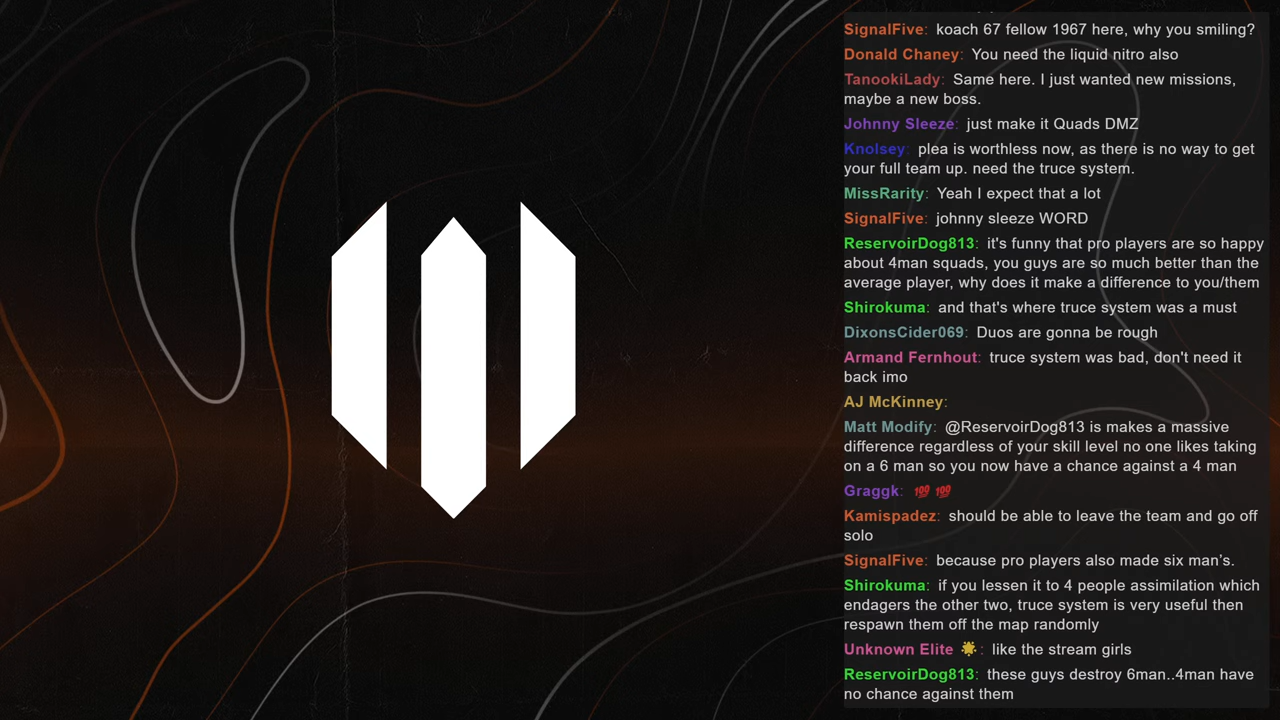 SignalFive: koach 67 fellow 1967 here, why you smiling?
Donald Chaney: You need the liquid nitro also
TanookiLady: Same here. I just wanted new missions,
maybe a new boss.
Johnny Sleeze: just make it Quads DMZ
Knolsey: plea is worthless now, as there is no way to get
your full team up. need the truce system.
MissRarity: Yeah I expect that a lot
SignalFive: johnny sleeze WORD
ReservoirDog813: it's funny that pro players are so happy
about 4man squads, you guys are so much better than the
average player, why does it make a difference to you/them
Shirokuma: and that's where truce system was a must
DixonsCider069: Duos are gonna be rough
Armand Fernhout: truce system was bad, don't need it
back imo
AJ McKinney:
Matt Modify: @ReservoirDog813 is makes a massive
difference regardless of your skill level no one likes taking
on a 6 man so you now have a chance against a 4 man
Graggk: 💯 💯
Kamispadez: should be able to leave the team and go off
solo
SignalFive: because pro players also made six man's.
Shirokuma: if you lessen it to 4 people assimilation which
endagers the other two, truce system is very useful then
respawn them off the map randomly
Unknown Elite 🌟: like the stream girls
ReservoirDog813: these guys destroy 6man..4man have
no chance against them